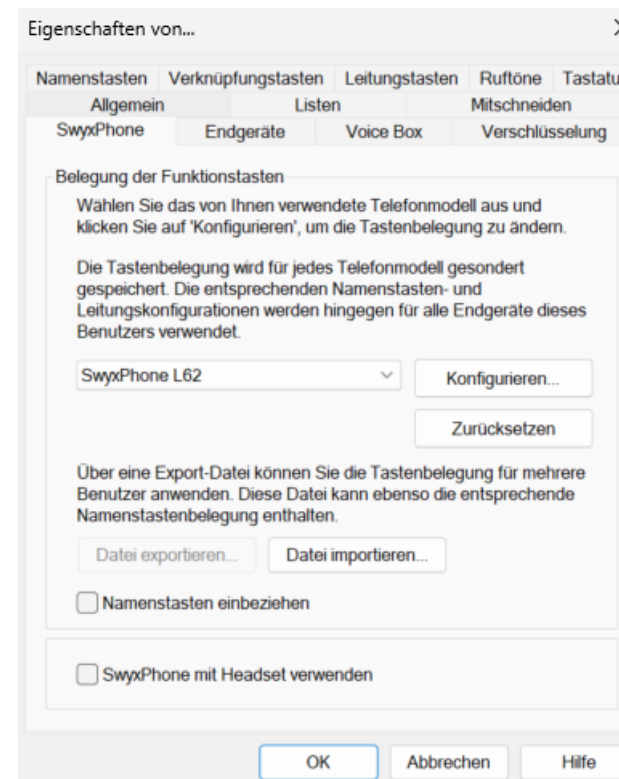 Eigenschaften von...
Namenstasten Verknüpfungstasten Leitungstasten Ruftöne Tastatu
Allgemein Listen Mitschneiden
SwyxPhone Endgeräte Voice Box Verschlüsselung
Belegung der Funktionstasten
Wählen Sie das von Ihnen verwendete Telefonmodell aus und
klicken Sie auf 'Konfigurieren', um die Tastenbelegung zu ändern.
Die Tastenbelegung wird für jedes Telefonmodell gesondert
gespeichert. Die entsprechenden Namenstasten- und
Leitungskonfigurationen werden hingegen für alle Endgeräte dieses
Benutzers verwendet.
SwyxPhone L62 Konfigurieren...
Zurücksetzen
Über eine Export-Datei können Sie die Tastenbelegung für mehrere
Benutzer anwenden. Diese Datei kann ebenso die entsprechende
Namenstastenbelegung enthalten.
Datei exportieren... Datei importieren...
Namenstasten einbeziehen
SwyxPhone mit Headset verwenden
OK Abbrechen Hilfe